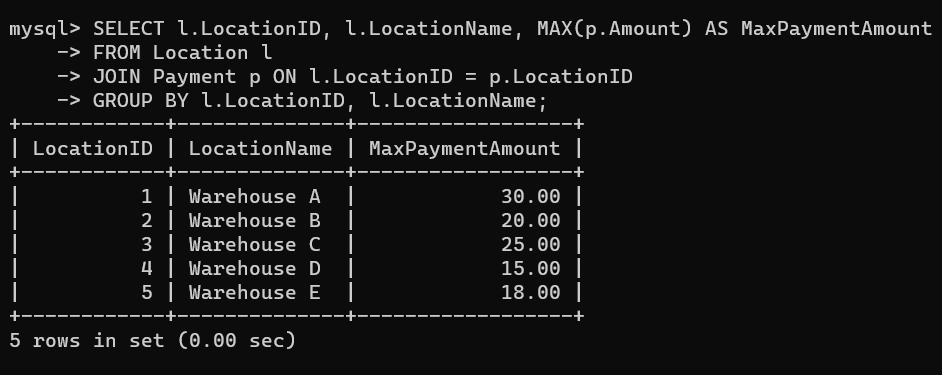 mysql> SELECT l.LocationID, l.LocationName, MAX(p.Amount) AS MaxPaymentAmount
    -> FROM Location l
    -> JOIN Payment p ON l.LocationID = p.LocationID
    -> GROUP BY l.LocationID, l.LocationName;
+------------+--------------+------------------+
| LocationID | LocationName | MaxPaymentAmount |
+------------+--------------+------------------+
|          1 | Warehouse A  |            30.00 |
|          2 | Warehouse B  |            20.00 |
|          3 | Warehouse C  |            25.00 |
|          4 | Warehouse D  |            15.00 |
|          5 | Warehouse E  |            18.00 |
+------------+--------------+------------------+
5 rows in set (0.00 sec)